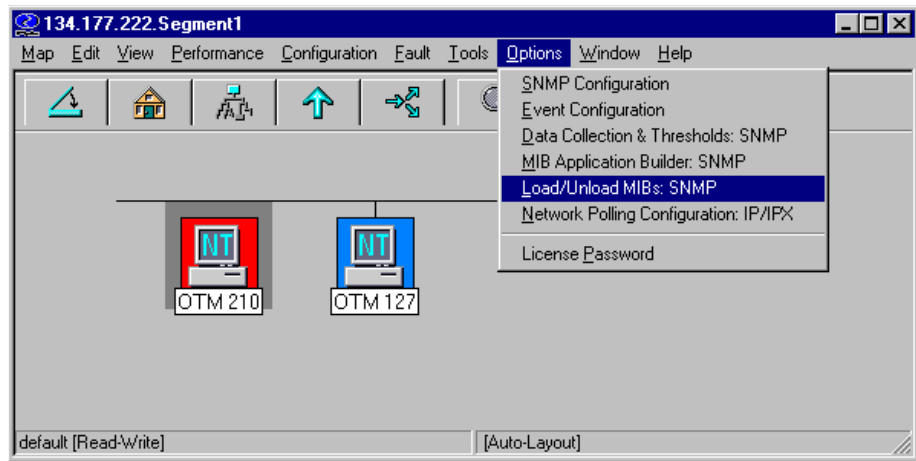 134.177.222.Segment1
Map Edit View Performance Configuration Fault Tools Options Window Help
SNMP Configuration
Event Configuration
Data Collection & Thresholds: SNMP
MIB Application Builder: SNMP
Load/Unload MIBs: SNMP
Network Polling Configuration: IP/IPX
License Password
NT NT
OTM 210 OTM 127
default [Read-Write] [Auto-Layout]